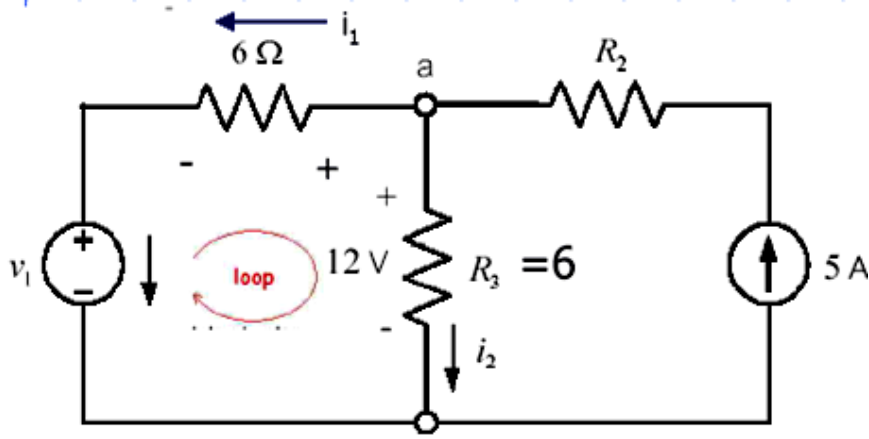 i₁
6 Ω
a
R₂
-
+
+
v₁
+
-
loop
12 V
R₃ =6
5 A
-
i₂